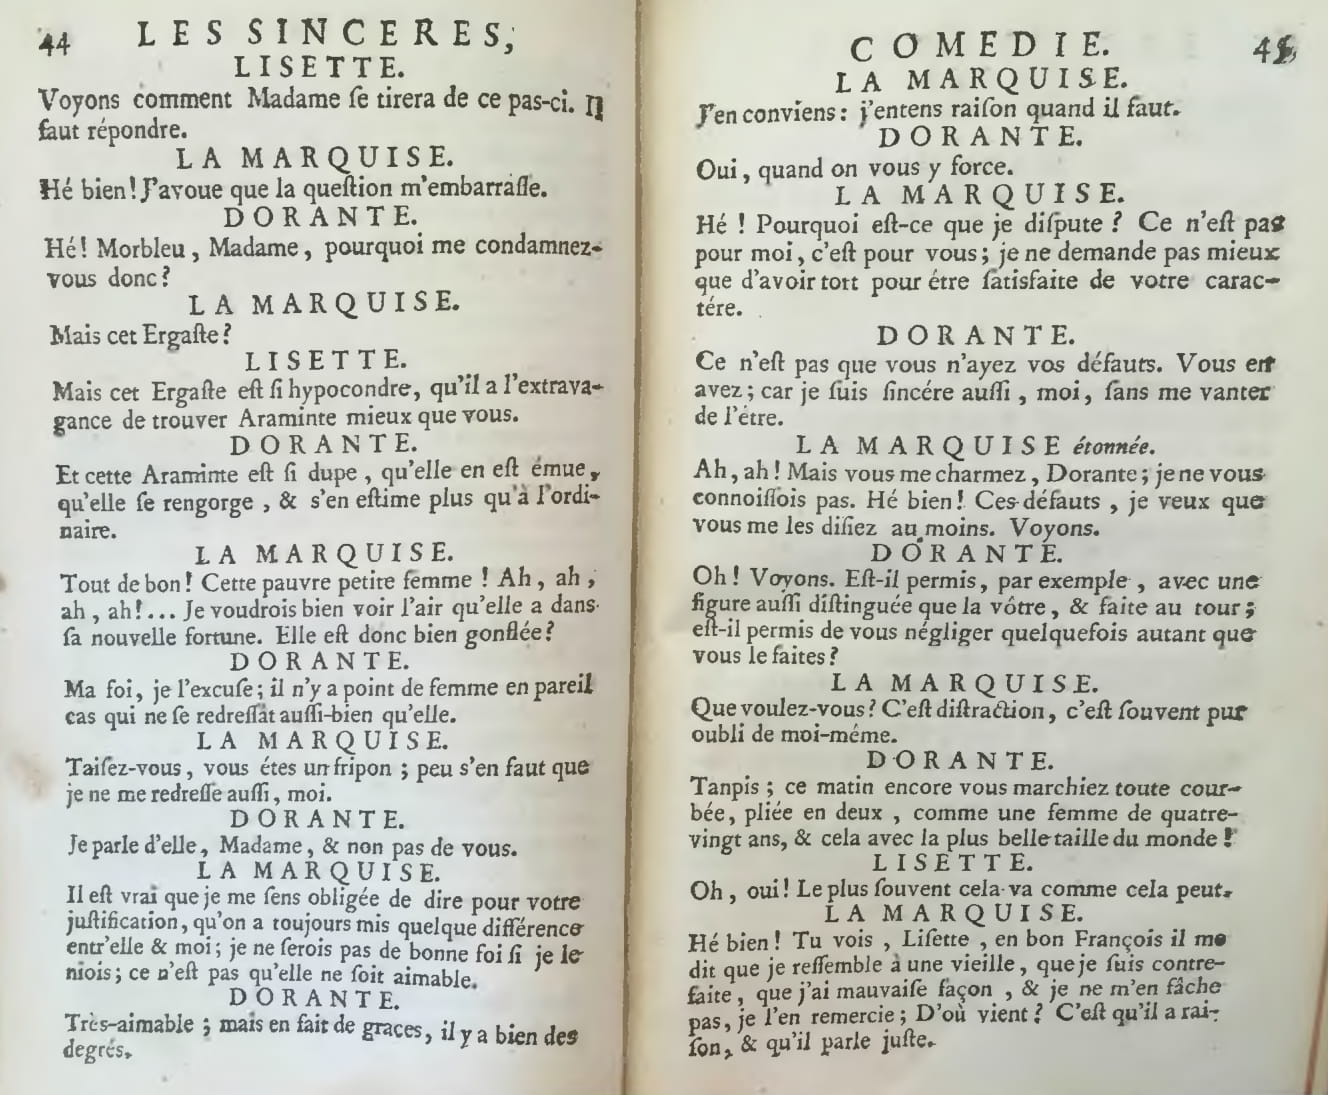 44 LES SINCERES,
LISETTE.
Voyons comment Madame ſe tirera de ce pas-ci. Il
faut répondre.
LA MARQUISE.
Hé bien! J'avoue que la queſtion m'embarraſſe.
DORANTE.
Hé! Morbleu, Madame, pourquoi me condamnez-
vous donc?
LA MARQUISE.
Mais cet Ergaſte?
LISETTE.
Mais cet Ergaſte eſt ſi hypocondre, qu'il a l'extrava-
gance de trouver Araminte mieux que vous.
DORANTE.
Et cette Araminte eſt ſi dupe, qu'elle en eſt émue,
qu'elle ſe rengorge, & s'en eſtime plus qu'à l'ordi-
naire.
LA MARQUISE.
Tout de bon! Cette pauvre petite femme! Ah, ah,
ah, ah!... Je voudrois bien voir l'air qu'elle a dans
ſa nouvelle fortune. Elle eſt donc bien gonflée?
DORANTE.
Ma foi, je l'excuſe; il n'y a point de femme en pareil
cas qui ne ſe redreſſât auſſi-bien qu'elle.
LA MARQUISE.
Taiſez-vous, vous étes un fripon; peu s'en faut que
je ne me redreſſe auſſi, moi.
DORANTE.
Je parle d'elle, Madame, & non pas de vous.
LA MARQUISE.
Il eſt vrai que je me ſens obligée de dire pour votre
juſtification, qu'on a toujours mis quelque différence
entr'elle & moi; je ne ſerois pas de bonne foi ſi je le
niois; ce n'eſt pas qu'elle ne ſoit aimable.
DORANTE.
Très-aimable; mais en fait de graces, il y a bien des
degrés.
COMEDIE. 45
LA MARQUISE.
J'en conviens: j'entens raiſon quand il faut.
DORANTE.
Oui, quand on vous y force.
LA MARQUISE.
Hé! Pourquoi eſt-ce que je diſpute? Ce n'eſt pas
pour moi, c'eſt pour vous; je ne demande pas mieux
que d'avoir tort pour étre ſatisfaite de votre carac-
tére.
DORANTE.
Ce n'eſt pas que vous n'ayez vos défauts. Vous en
avez; car je ſuis ſincére auſſi, moi, ſans me vanter
de l'étre.
LA MARQUISE étonnée.
Ah, ah! Mais vous me charmez, Dorante; je ne vous
connoiſſois pas. Hé bien! Ces défauts, je veux que
vous me les diſiez au moins. Voyons.
DORANTE.
Oh! Voyons. Eſt-il permis, par exemple, avec une
figure auſſi diſtinguée que la vôtre, & faite au tour;
eſt-il permis de vous négliger quelquefois autant que
vous le faites?
LA MARQUISE.
Que voulez-vous? C'eſt diſtraction, c'eſt ſouvent pur
oubli de moi-méme.
DORANTE.
Tanpis; ce matin encore vous marchiez toute cour-
bée, pliée en deux, comme une femme de quatre-
vingt ans, & cela avec la plus belle taille du monde!
LISETTE.
Oh, oui! Le plus ſouvent cela va comme cela peut.
LA MARQUISE.
Hé bien! Tu vois, Liſette, en bon François il me
dit que je reſſemble à une vieille, que je ſuis contre-
faite, que j'ai mauvaiſe façon, & je ne m'en fâche
pas, je l'en remercie; D'où vient? C'eſt qu'il a rai-
ſon, & qu'il parle juſte.